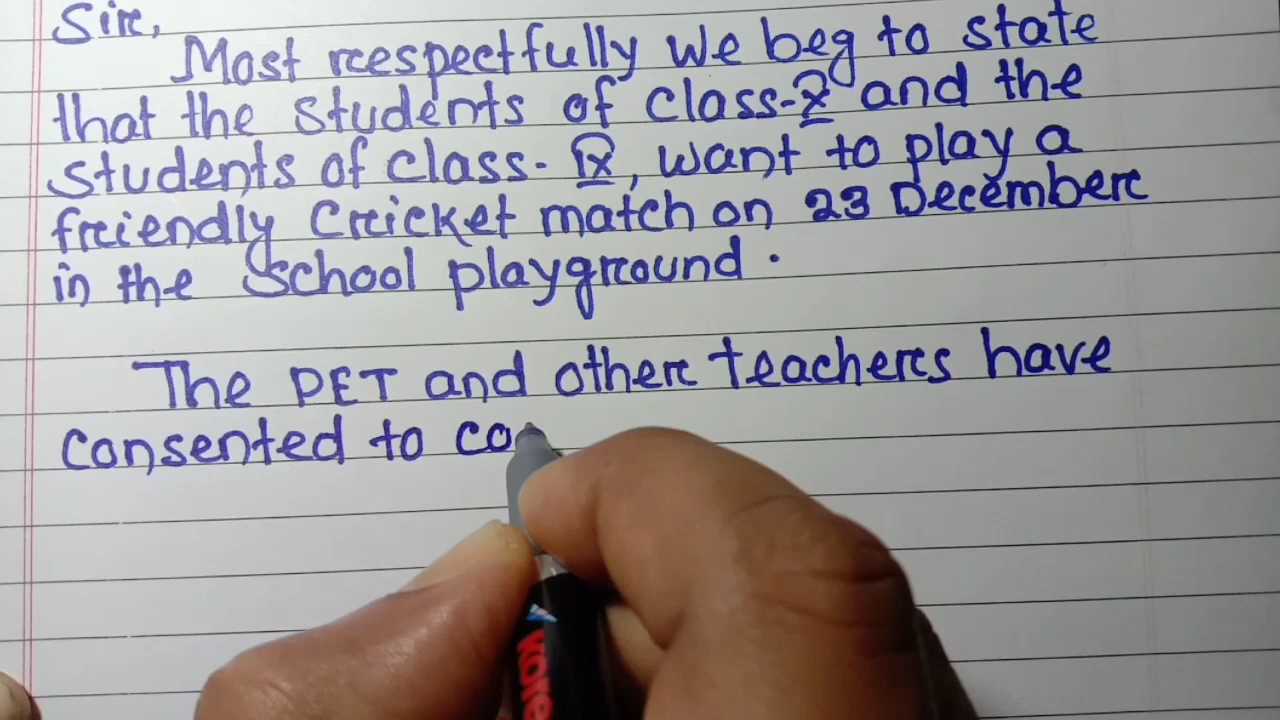 Sir,
Most respectfully we beg to state
that the students of class-X and the
students of class-IX, want to play a
friendly Cricket match on 23 December
in the School playground.
The PET and other teachers have
consented to co